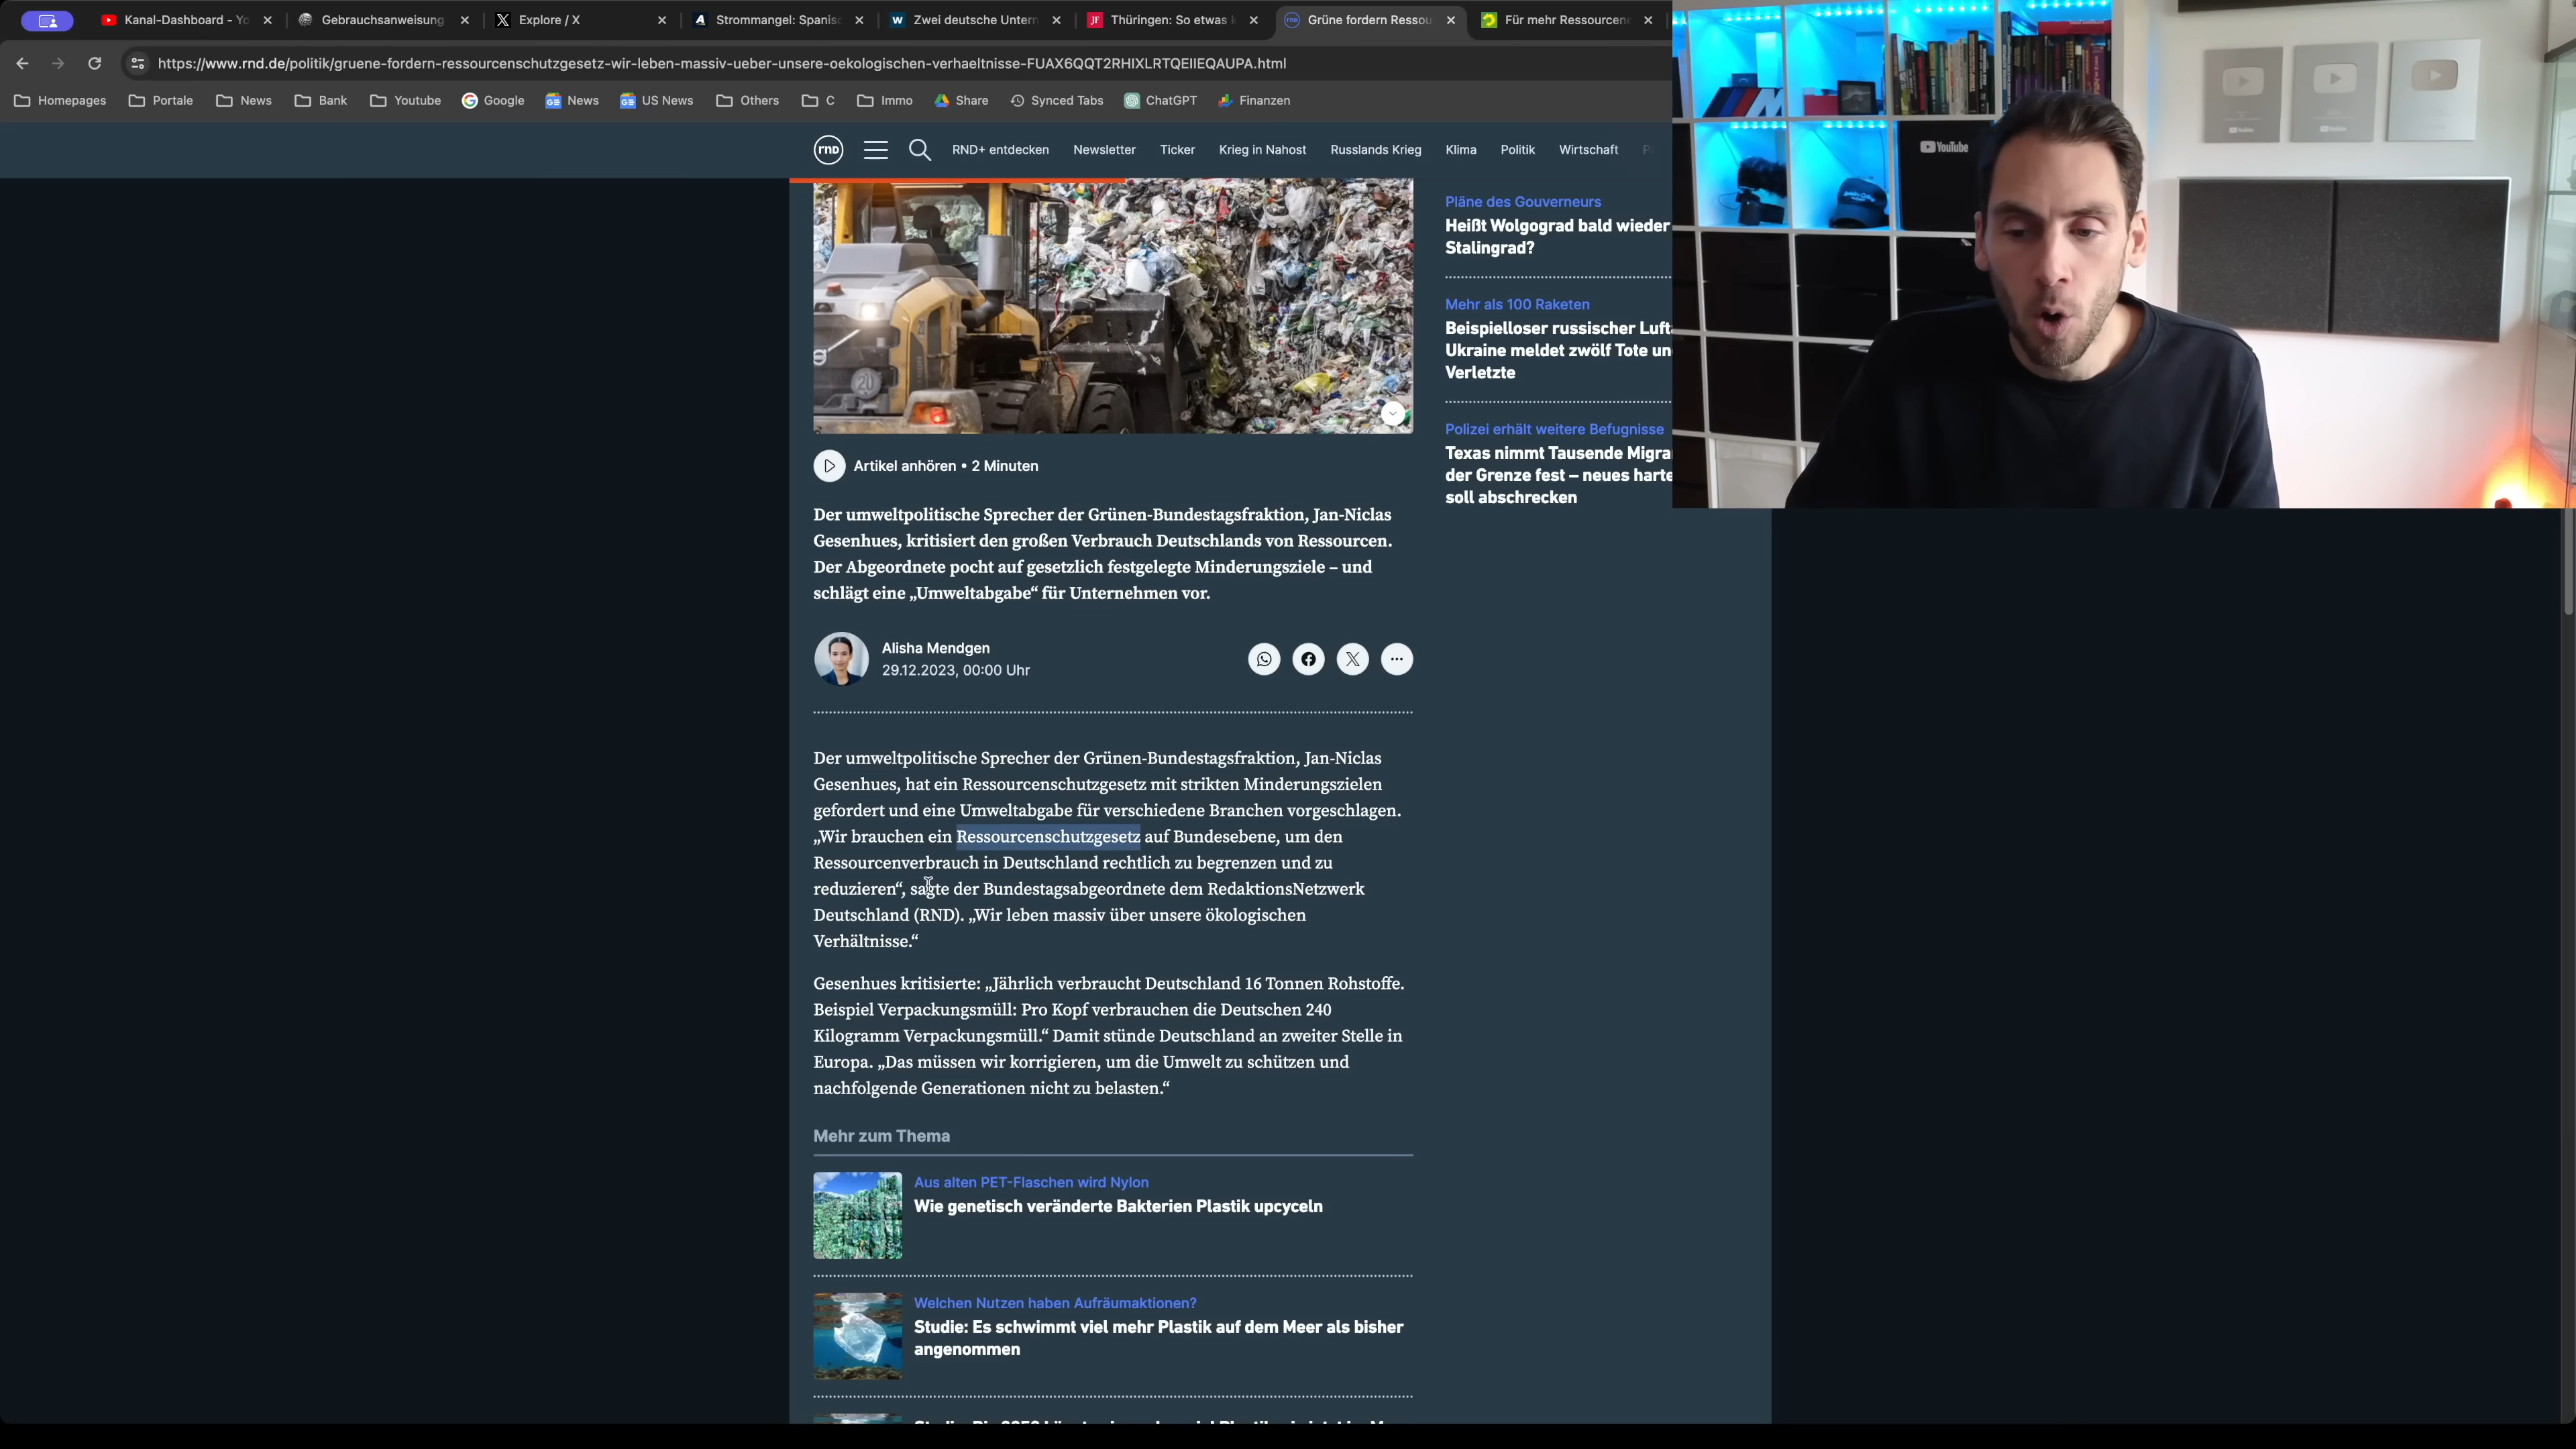 Kanal-Dashboard - Yo
Gebrauchsanweisung
Explore / X
Strommangel: Spanisc
Zwei deutsche Untern
Thüringen: So etwas k
Grüne fordern Ressou
Für mehr Ressourcen
https://www.rnd.de/politik/gruene-fordern-ressourcenschutzgesetz-wir-leben-massiv-ueber-unsere-oekologischen-verhaeltnisse-FUAX6QQT2RHIXLRTQEIIEQAUPA.html
Homepages
Portale
News
Bank
Youtube
Google
News
US News
Others
C
Immo
Share
Synced Tabs
ChatGPT
Finanzen
rnd
RND+ entdecken
Newsletter
Ticker
Krieg in Nahost
Russlands Krieg
Klima
Politik
Wirtschaft
YouTube
Pläne des Gouverneurs
Heißt Wolgograd bald wieder
Stalingrad?
Mehr als 100 Raketen
Beispielloser russischer Lufta
Ukraine meldet zwölf Tote un
Verletzte
Polizei erhält weitere Befugnisse
Texas nimmt Tausende Migra
der Grenze fest – neues harte
soll abschrecken
Artikel anhören • 2 Minuten
Der umweltpolitische Sprecher der Grünen-Bundestagsfraktion, Jan-Niclas
Gesenhues, kritisiert den großen Verbrauch Deutschlands von Ressourcen.
Der Abgeordnete pocht auf gesetzlich festgelegte Minderungsziele – und
schlägt eine „Umweltabgabe“ für Unternehmen vor.
Alisha Mendgen
29.12.2023, 00:00 Uhr
Der umweltpolitische Sprecher der Grünen-Bundestagsfraktion, Jan-Niclas
Gesenhues, hat ein Ressourcenschutzgesetz mit strikten Minderungszielen
gefordert und eine Umweltabgabe für verschiedene Branchen vorgeschlagen.
„Wir brauchen ein Ressourcenschutzgesetz auf Bundesebene, um den
Ressourcenverbrauch in Deutschland rechtlich zu begrenzen und zu
reduzieren“, sagte der Bundestagsabgeordnete dem RedaktionsNetzwerk
Deutschland (RND). „Wir leben massiv über unsere ökologischen
Verhältnisse.“
Gesenhues kritisierte: „Jährlich verbraucht Deutschland 16 Tonnen Rohstoffe.
Beispiel Verpackungsmüll: Pro Kopf verbrauchen die Deutschen 240
Kilogramm Verpackungsmüll.“ Damit stünde Deutschland an zweiter Stelle in
Europa. „Das müssen wir korrigieren, um die Umwelt zu schützen und
nachfolgende Generationen nicht zu belasten.“
Mehr zum Thema
Aus alten PET-Flaschen wird Nylon
Wie genetisch veränderte Bakterien Plastik upcyceln
Welchen Nutzen haben Aufräumaktionen?
Studie: Es schwimmt viel mehr Plastik auf dem Meer als bisher
angenommen